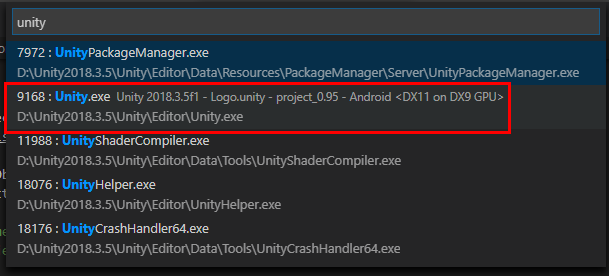 unity
7972 : UnityPackageManager.exe
D:\Unity2018.3.5\Unity\Editor\Data\Resources\PackageManager\Server\UnityPackageManager.exe
9168 : Unity.exe Unity 2018.3.5f1 - Logo.unity - project_0.95 - Android <DX11 on DX9 GPU>
D:\Unity2018.3.5\Unity\Editor\Unity.exe
11988 : UnityShaderCompiler.exe
D:\Unity2018.3.5\Unity\Editor\Data\Tools\UnityShaderCompiler.exe
18076 : UnityHelper.exe
D:\Unity2018.3.5\Unity\Editor\UnityHelper.exe
18176 : UnityCrashHandler64.exe
D:\Unity2018.3.5\Unity\Editor\Data\Tools\UnityCrashHandler64.exe